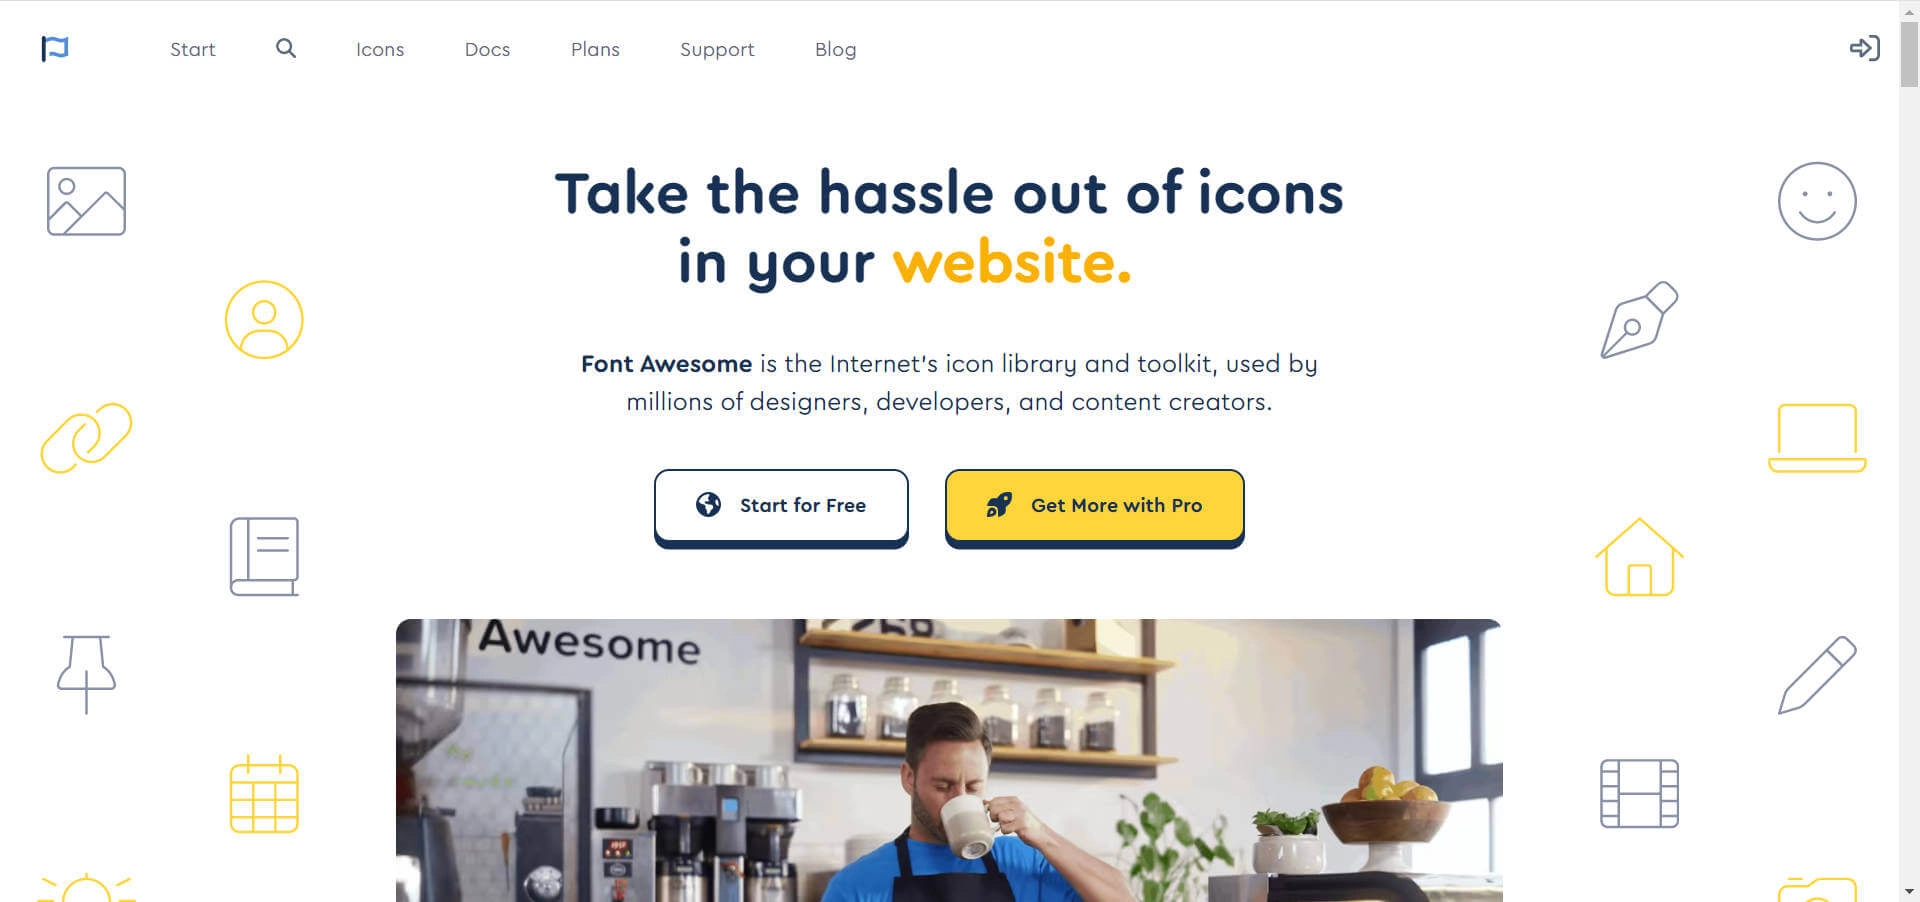 Start
Icons
Docs
Plans
Support
Blog
Take the hassle out of icons
in your website.
Font Awesome is the Internet's icon library and toolkit, used by
millions of designers, developers, and content creators.
Start for Free
Get More with Pro
Awesome